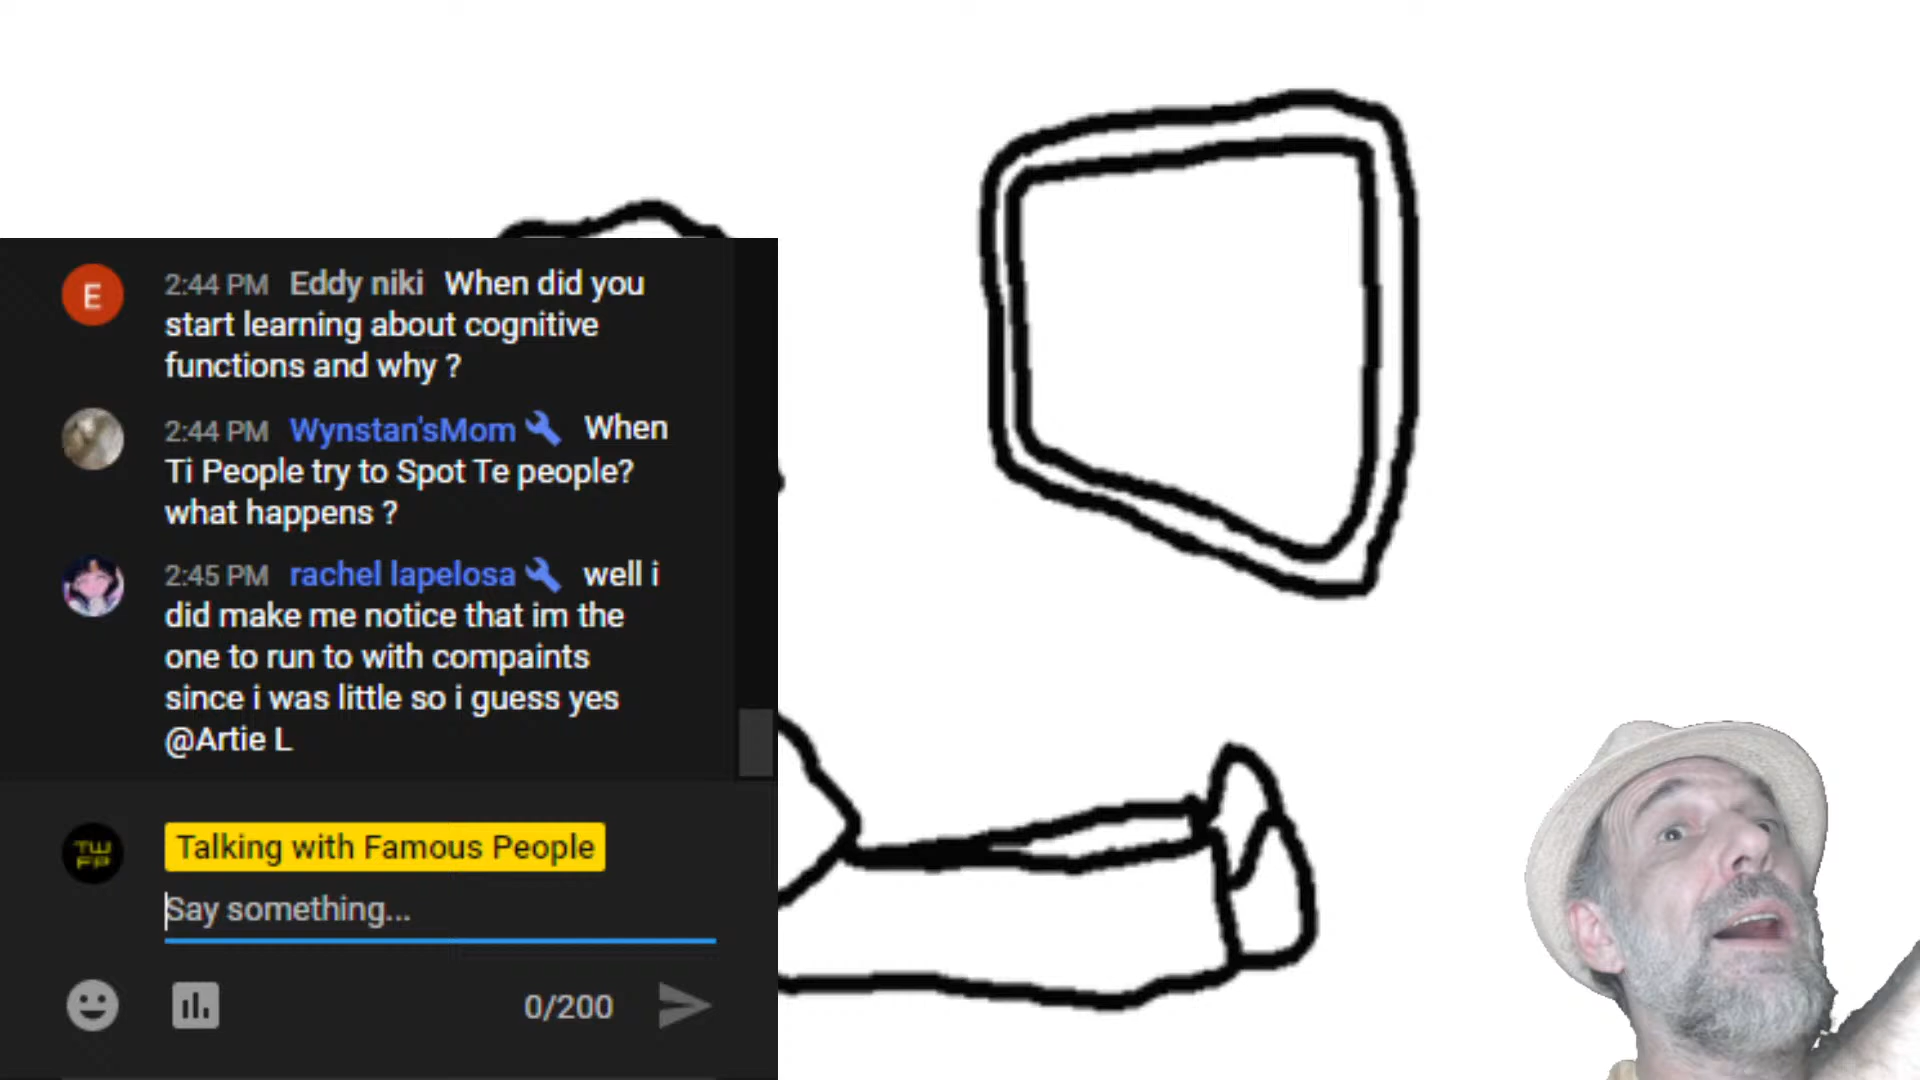 E
2:44 PM Eddy niki When did you
start learning about cognitive
functions and why ?
2:44 PM Wynstan'sMom When
Ti People try to Spot Te people?
what happens ?
2:45 PM rachel lapelosa well i
did make me notice that im the
one to run to with compaints
since i was little so i guess yes
@Artie L
TW
FP
Talking with Famous People
Say something...
0/200